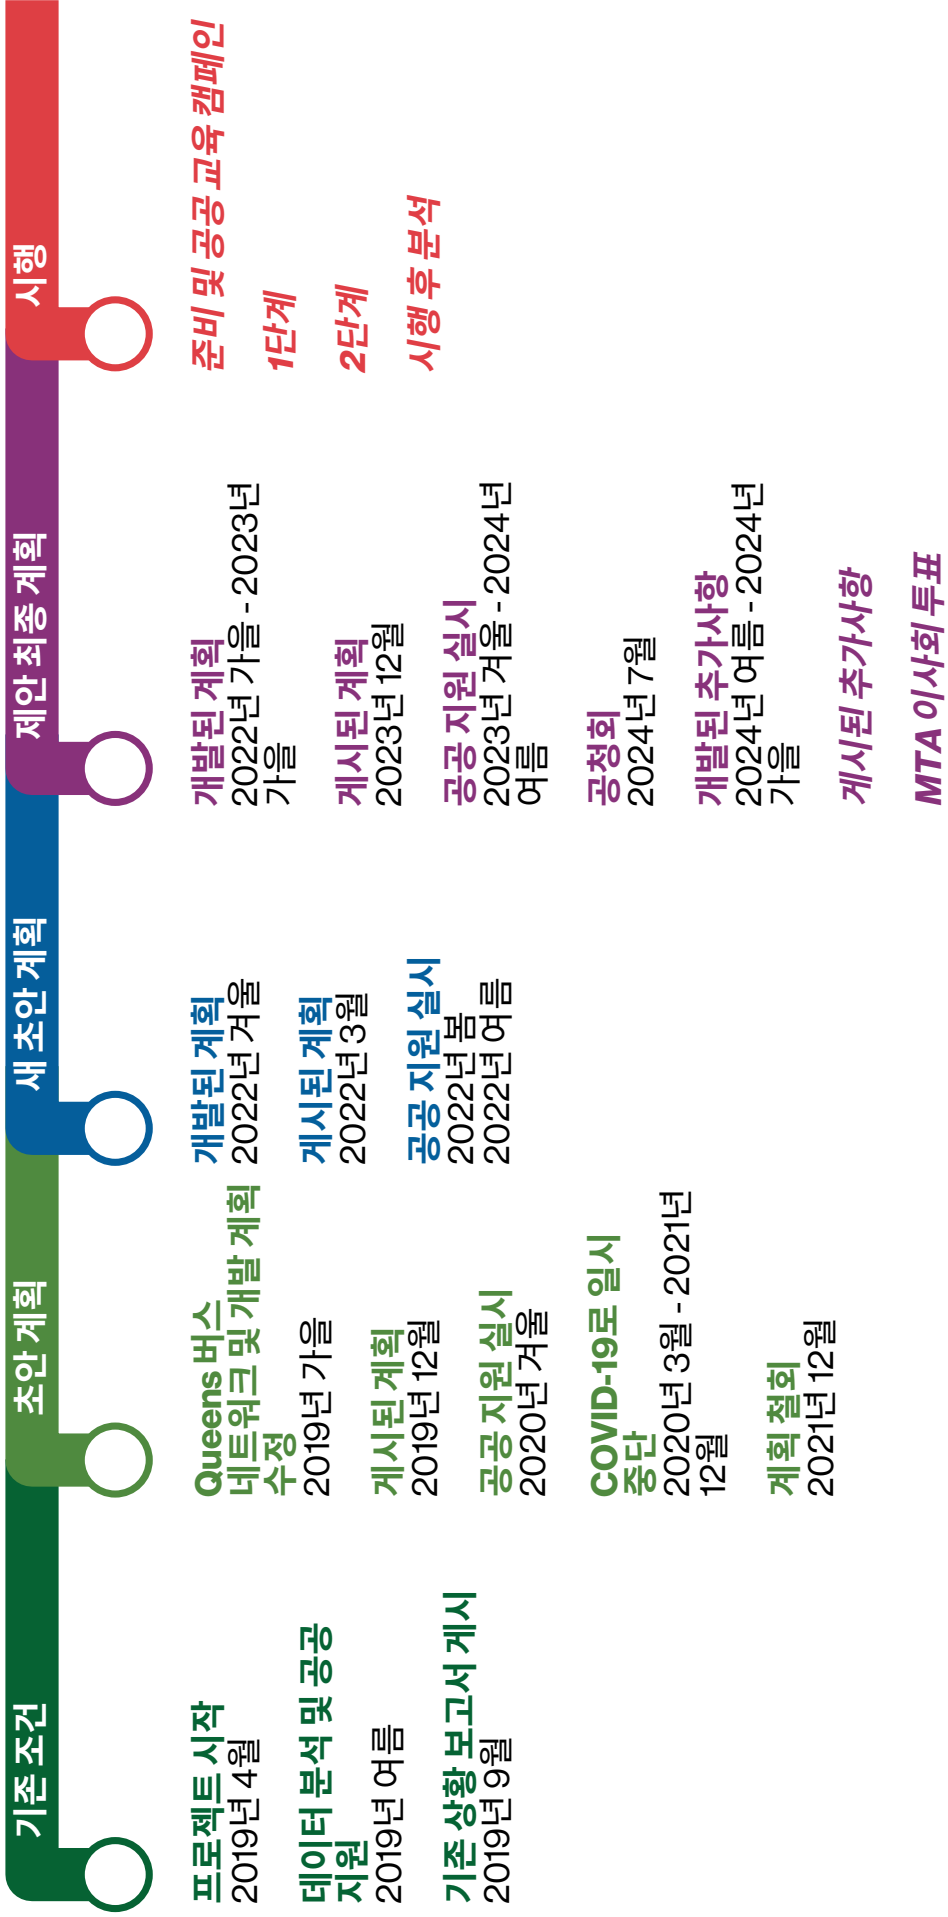 기존 조건
프로젝트 시작
2019년 4월
데이터 분석 및 공공
지원
2019년 여름
기존 상황 보고서 게시
2019년 9월
초안 계획
Queens 버스
네트워크 및 개발 계획
수정
2019년 가을
게시된 계획
2019년 12월
공공 지원 실시
2020년 겨울
COVID-19로 일시
중단
2020년 3월 - 2021년
12월
계획 철회
2021년 12월
새 초안 계획
개발된 계획
2022년 겨울
게시된 계획
2022년 3월
공공 지원 실시
2022년 봄
2022년 여름
제안 최종 계획
개발된 계획
2022년 가을 - 2023년
가을
게시된 계획
2023년 12월
공공 지원 실시
2023년 겨울 - 2024년
여름
공청회
2024년 7월
개발된 추가사항
2024년 여름 - 2024년
가을
게시된 추가사항
MTA 이사회 투표
시행
준비 및 공공 교육 캠페인
1단계
2단계
시행 후 분석